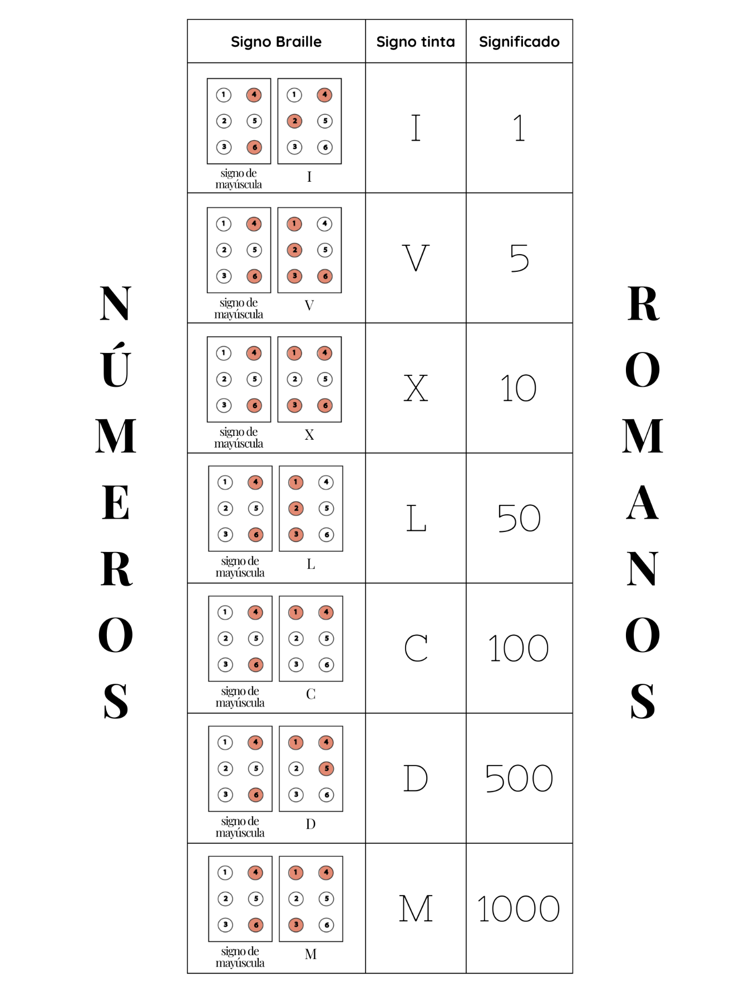 NÚMEROS
ROMANOS
Signo Braille Signo tinta Significado
1 4 1 4
2 5 2 5
3 6 3 6
signo de
mayúscula
I
I
1
1 4 1 4
2 5 2 5
3 6 3 6
signo de
mayúscula
V
V
5
1 4 1 4
2 5 2 5
3 6 3 6
signo de
mayúscula
X
X
10
1 4 1 4
2 5 2 5
3 6 3 6
signo de
mayúscula
L
L
50
1 4 1 4
2 5 2 5
3 6 3 6
signo de
mayúscula
C
C
100
1 4 1 4
2 5 2 5
3 6 3 6
signo de
mayúscula
D
D
500
1 4 1 4
2 5 2 5
3 6 3 6
signo de
mayúscula
M
M
1000